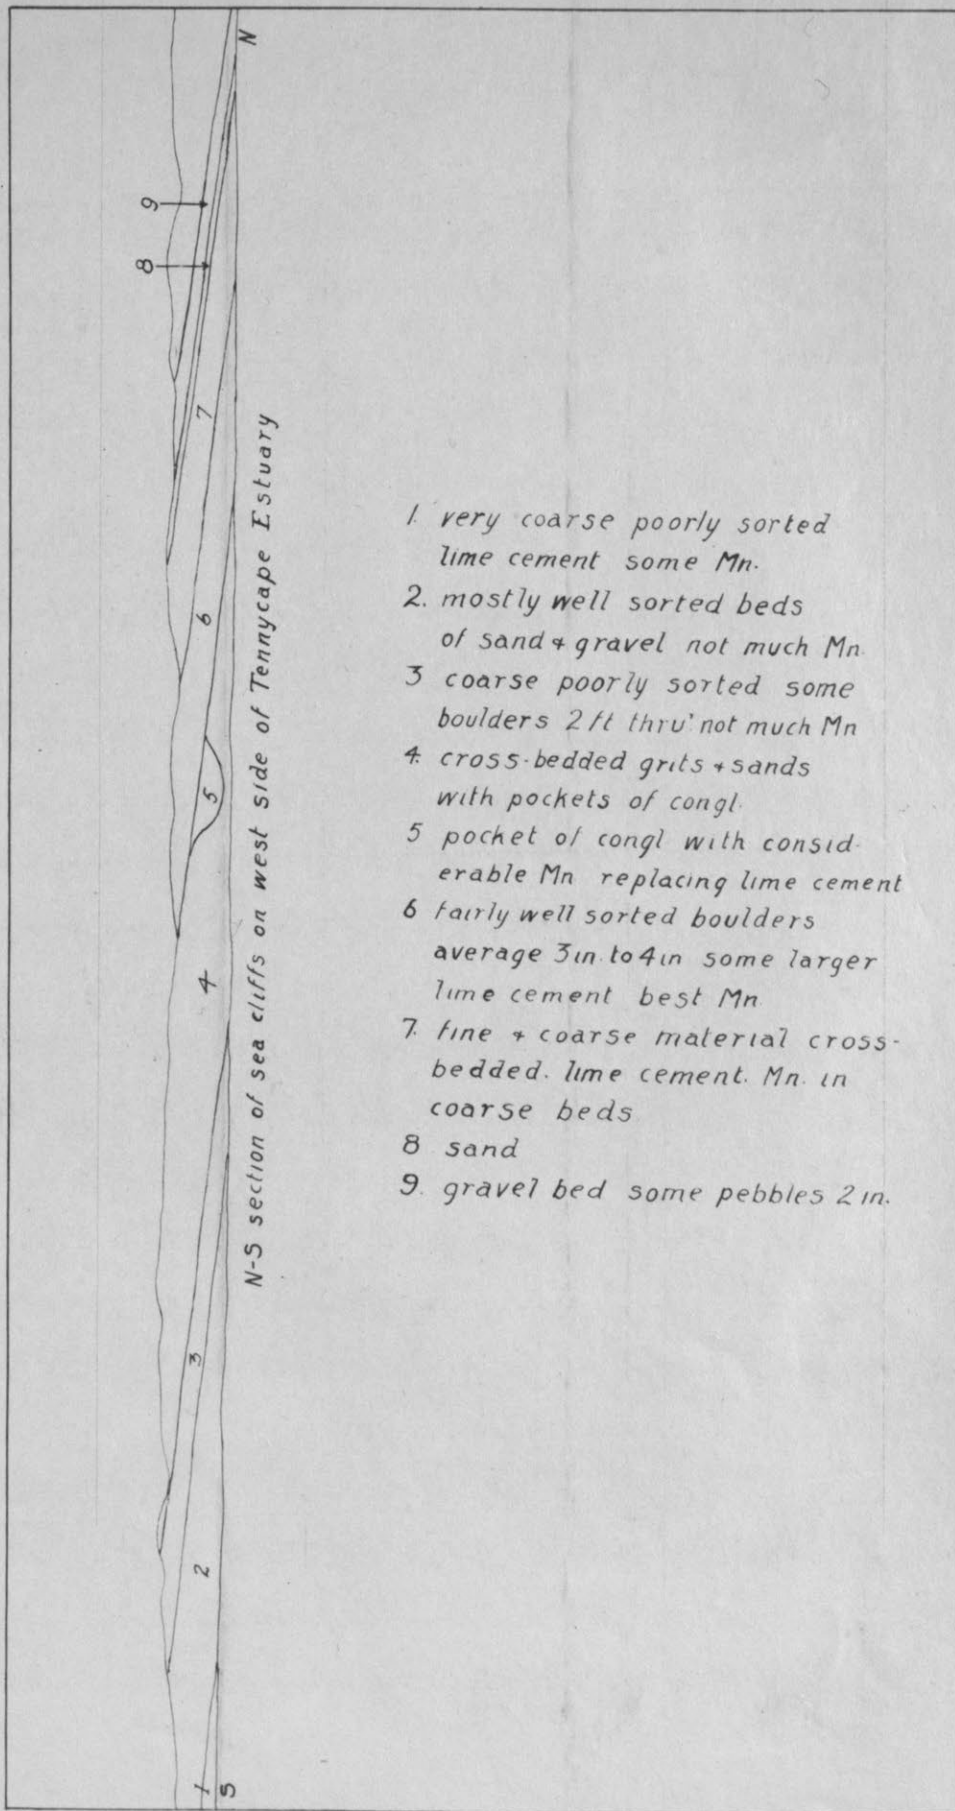 N
9
8
7
6
5
4
3
2
1
S
N-S section of sea cliffs on west side of Tennycape Estuary
1. very coarse poorly sorted
lime cement some Mn.
2. mostly well sorted beds
of sand + gravel not much Mn.
3 coarse poorly sorted some
boulders 2 ft thru' not much Mn
4. cross-bedded grits + sands
with pockets of congl.
5 pocket of congl with consid-
erable Mn replacing lime cement
6 fairly well sorted boulders
average 3 in. to 4 in some larger
lime cement best Mn
7. fine + coarse material cross-
bedded. lime cement. Mn. in
coarse beds
8 sand
9. gravel bed some pebbles 2 in.